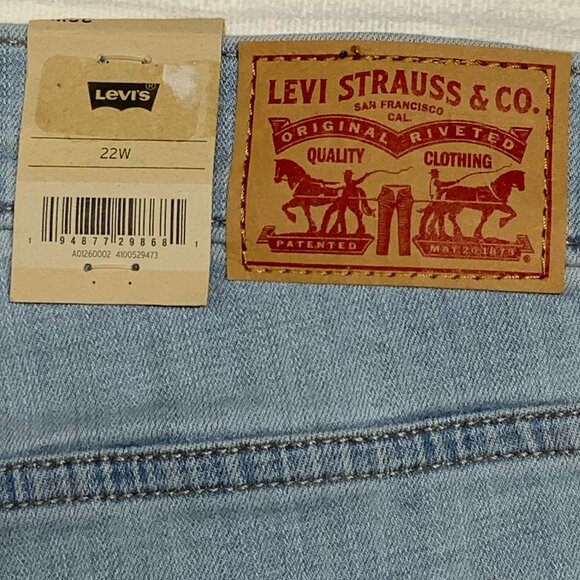 LEVI'S®
22W
1 94877 29868 1
A01260002 4100529473
LEVI STRAUSS & CO.
SAN FRANCISCO
CAL.
ORIGINAL RIVETED
QUALITY CLOTHING
PATENTED MAY 20 1873
®